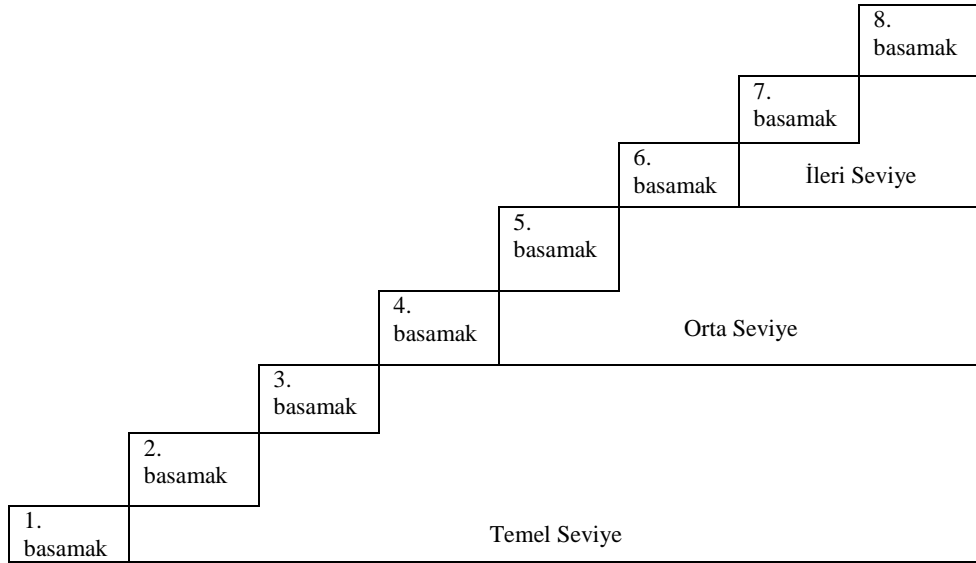 8.
basamak
7.
basamak
6.
basamak
İleri Seviye
5.
basamak
4.
basamak
Orta Seviye
3.
basamak
2.
basamak
1.
basamak
Temel Seviye